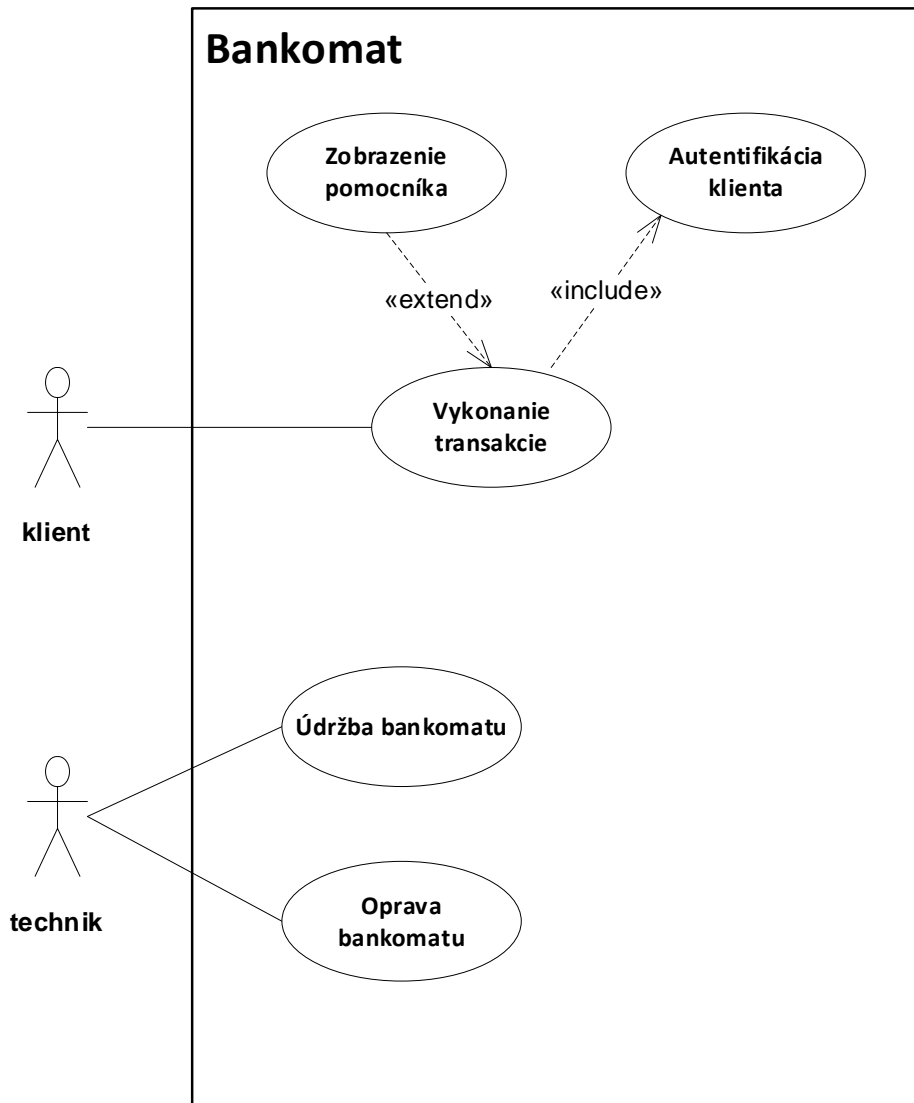 Bankomat
Zobrazenie
pomocníka
Autentifikácia
klienta
«extend»
«include»
Vykonanie
transakcie
klient
Údržba bankomatu
technik
Oprava
bankomatu